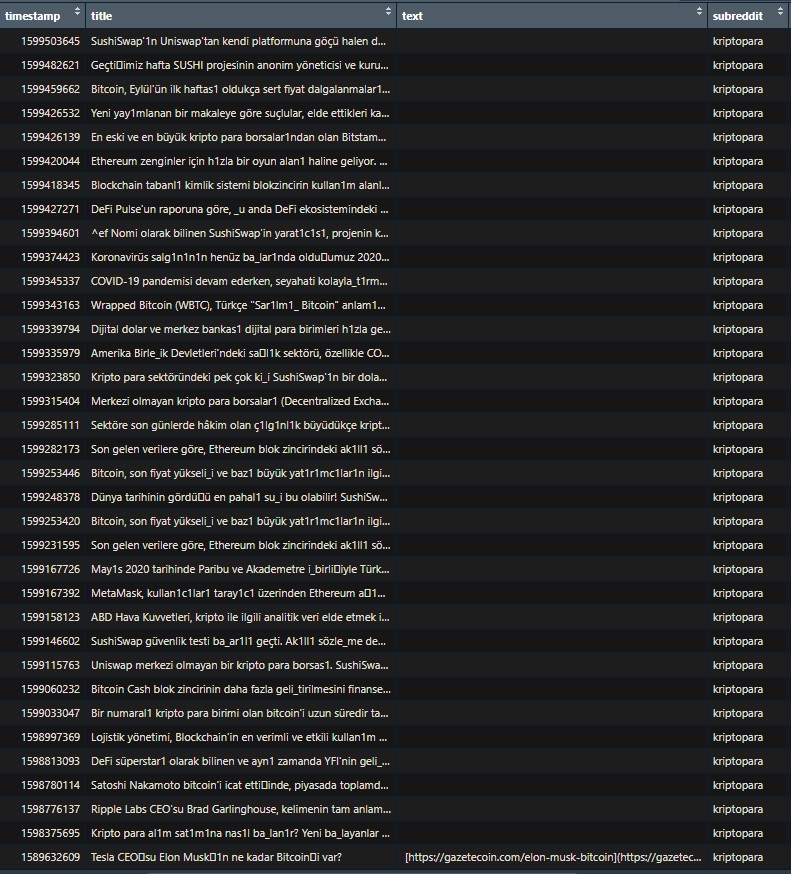 timestamp title text subreddit
1599503645 SushiSwap'1n Uniswap'tan kendi platformuna göçü halen d... kriptopara
1599482621 Geçti□imiz hafta SUSHI projesinin anonim yöneticisi ve kuru... kriptopara
1599459662 Bitcoin, Eylül'ün ilk haftas1 oldukça sert fiyat dalgalanmalar1... kriptopara
1599426532 Yeni yay1mlanan bir makaleye göre suçlular, elde ettikleri ka... kriptopara
1599426139 En eski ve en büyük kripto para borsalar1ndan olan Bitstam... kriptopara
1599420044 Ethereum zenginler için h1zla bir oyun alan1 haline geliyor. ... kriptopara
1599418345 Blockchain tabanl1 kimlik sistemi blokzincirin kullan1m alanl... kriptopara
1599427271 DeFi Pulse'un raporuna göre, _u anda DeFi ekosistemindeki ... kriptopara
1599394601 ^ef Nomi olarak bilinen SushiSwap'in yarat1c1s1, projenin k... kriptopara
1599374423 Koronavirüs salg1n1n1n henüz ba_lar1nda oldu□umuz 2020... kriptopara
1599345337 COVID-19 pandemisi devam ederken, seyahati kolayla_t1rm... kriptopara
1599343163 Wrapped Bitcoin (WBTC), Türkçe "Sar1lm1_ Bitcoin" anlam1... kriptopara
1599339794 Dijital dolar ve merkez bankas1 dijital para birimleri h1zla ge... kriptopara
1599335979 Amerika Birle_ik Devletleri'ndeki sa□l1k sektörü, özellikle CO... kriptopara
1599323850 Kripto para sektöründeki pek çok ki_i SushiSwap'1n bir dola... kriptopara
1599315404 Merkezi olmayan kripto para borsalar1 (Decentralized Excha... kriptopara
1599285111 Sektöre son günlerde hâkim olan ç1lg1nl1k büyüdükçe kript... kriptopara
1599282173 Son gelen verilere göre, Ethereum blok zincirindeki ak1ll1 sö... kriptopara
1599253446 Bitcoin, son fiyat yükseli_i ve baz1 büyük yat1r1mc1lar1n ilgi... kriptopara
1599248378 Dünya tarihinin gördü□ü en pahal1 su_i bu olabilir! SushiSw... kriptopara
1599253420 Bitcoin, son fiyat yükseli_i ve baz1 büyük yat1r1mc1lar1n ilgi... kriptopara
1599231595 Son gelen verilere göre, Ethereum blok zincirindeki ak1ll1 sö... kriptopara
1599167726 May1s 2020 tarihinde Paribu ve Akademetre i_birli□iyle Türk... kriptopara
1599167392 MetaMask, kullan1c1lar1 taray1c1 üzerinden Ethereum a□1... kriptopara
1599158123 ABD Hava Kuvvetleri, kripto ile ilgili analitik veri elde etmek i... kriptopara
1599146602 SushiSwap güvenlik testi ba_ar1l1 geçti. Ak1ll1 sözle_me de... kriptopara
1599115763 Uniswap merkezi olmayan bir kripto para borsas1. SushiSwa... kriptopara
1599060232 Bitcoin Cash blok zincirinin daha fazla geli_tirilmesini finanse... kriptopara
1599033047 Bir numaral1 kripto para birimi olan bitcoin'i uzun süredir ta... kriptopara
1598997369 Lojistik yönetimi, Blockchain'in en verimli ve etkili kullan1m ... kriptopara
1598813093 DeFi süperstar1 olarak bilinen ve ayn1 zamanda YFI'nin geli_... kriptopara
1598780114 Satoshi Nakamoto bitcoin'i icat etti□inde, piyasada toplamd... kriptopara
1598776137 Ripple Labs CEO'su Brad Garlinghouse, kelimenin tam anlam... kriptopara
1598375695 Kripto para al1m sat1m1na nas1l ba_lan1r? Yeni ba_layanlar ... kriptopara
1589632609 Tesla CEO□su Elon Musk□1n ne kadar Bitcoin□i var? [https://gazetecoin.com/elon-musk-bitcoin](https://gazetec... kriptopara